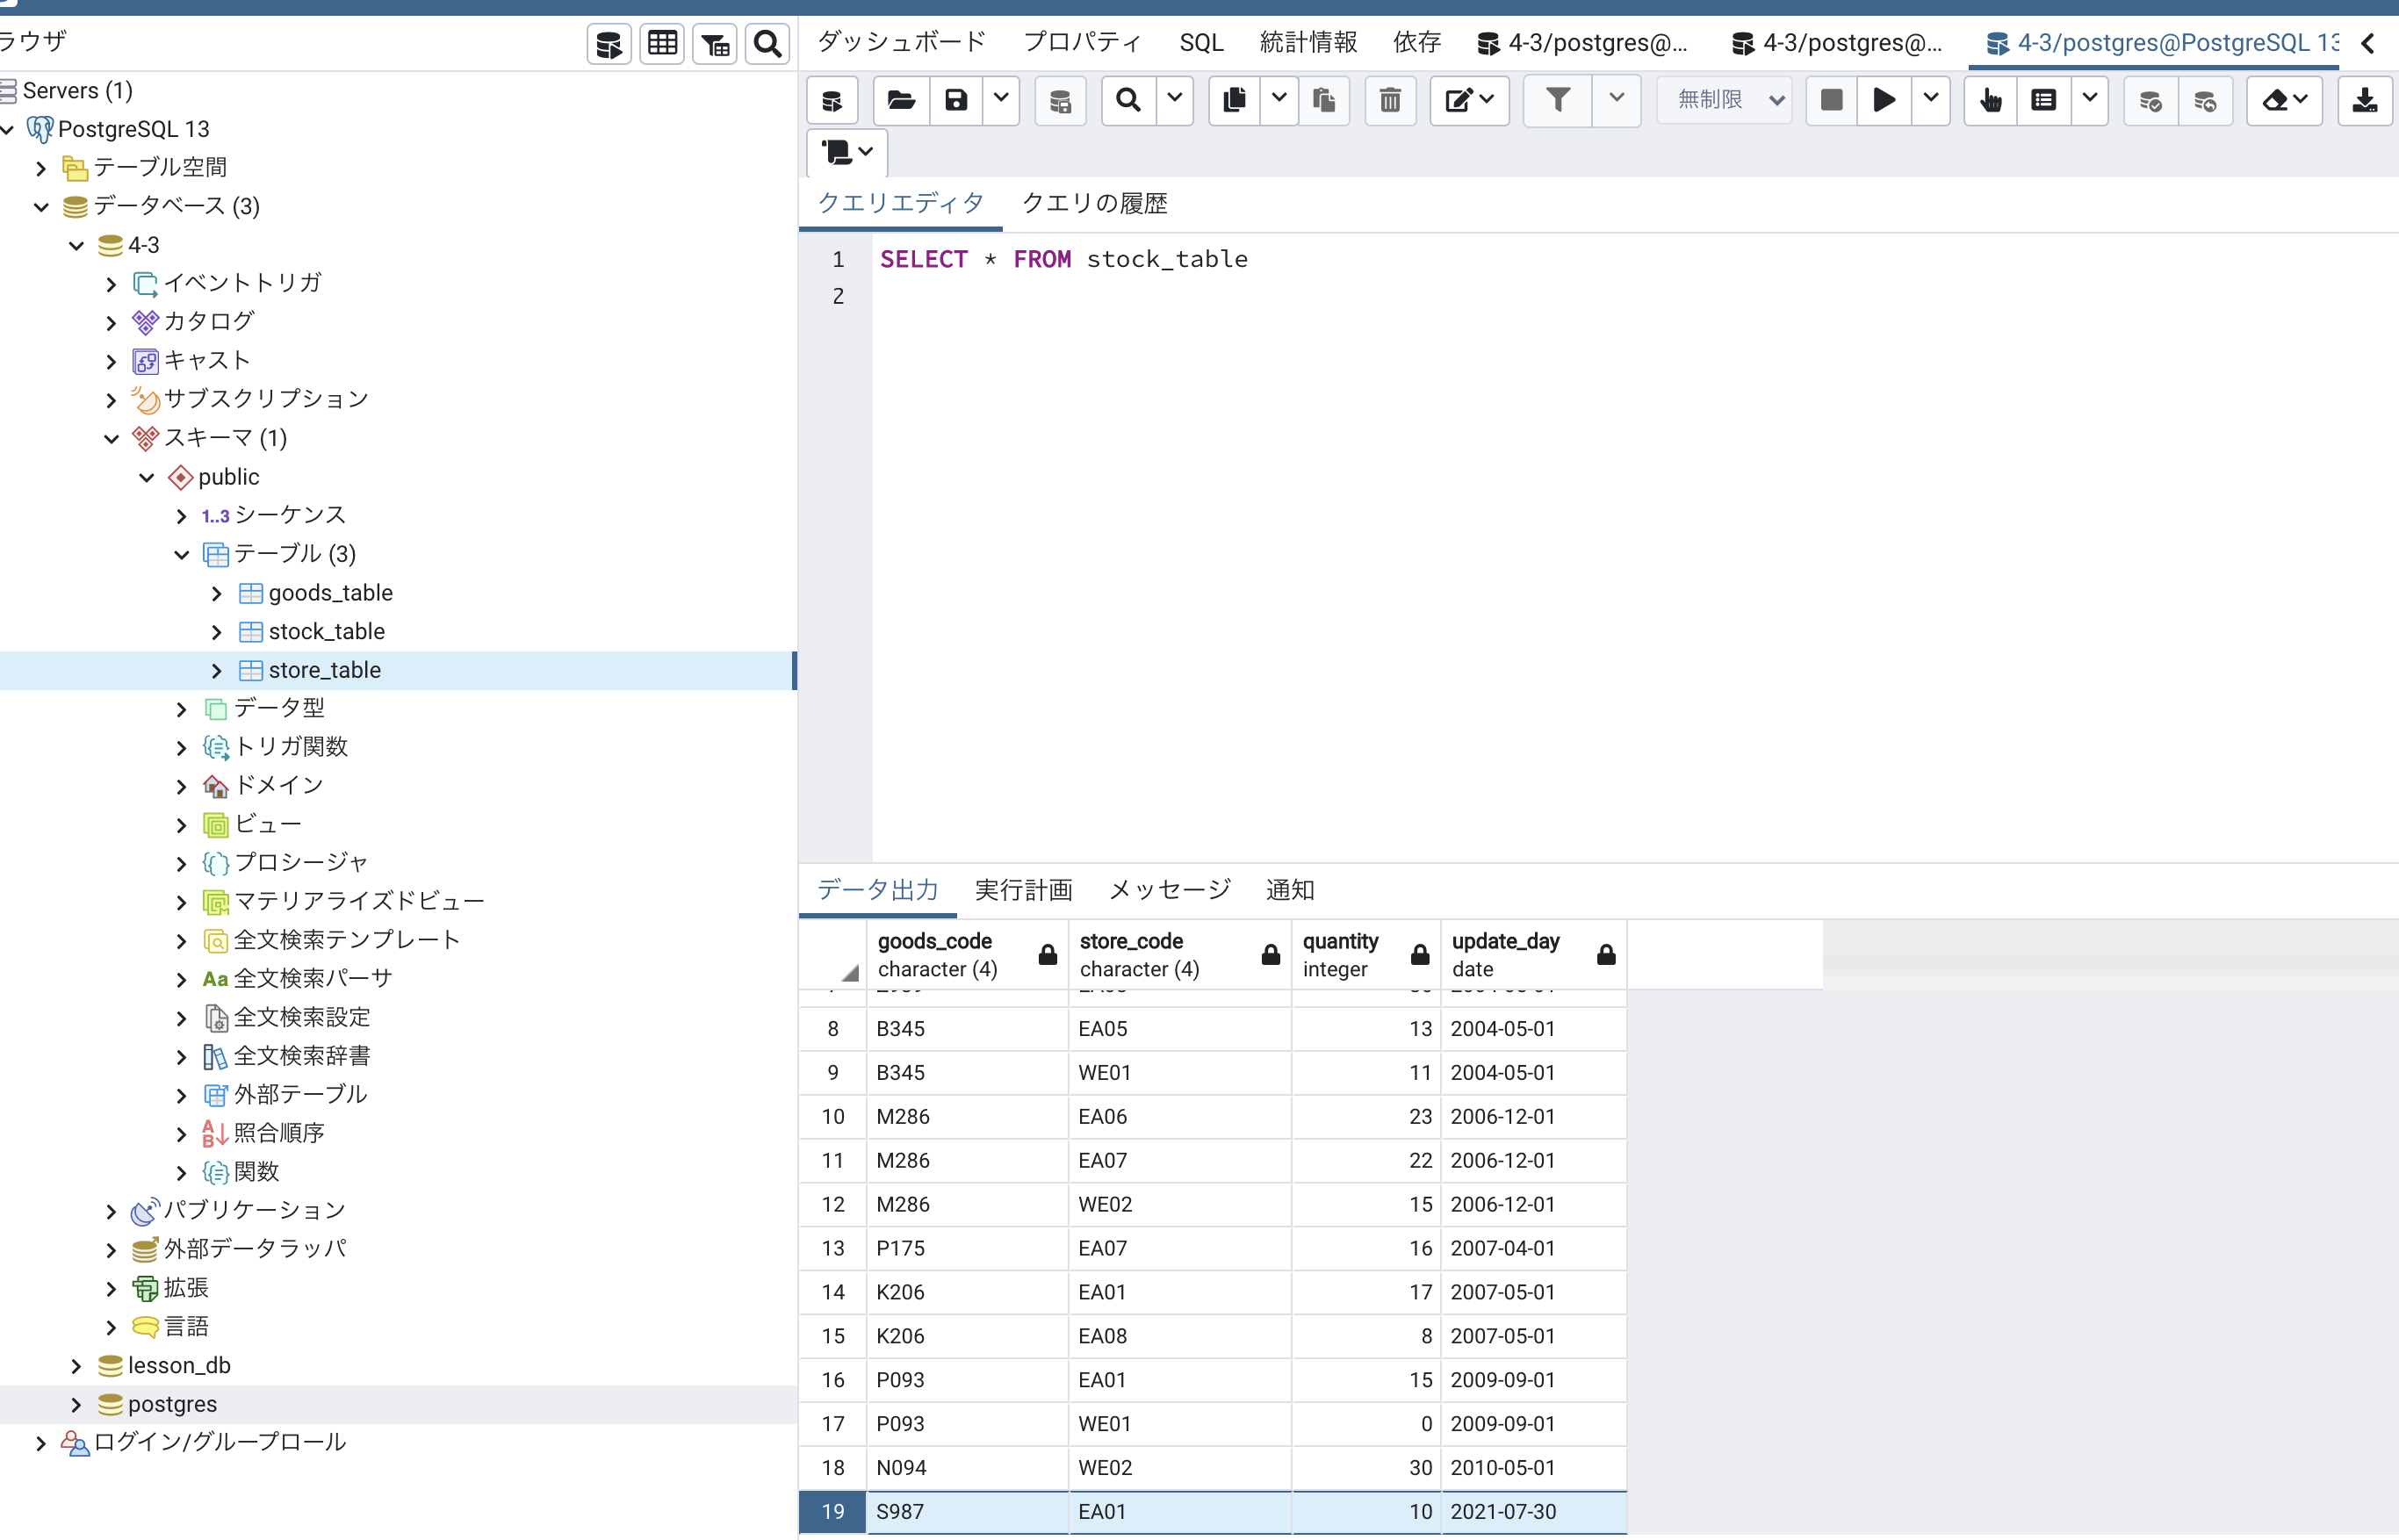 ラウザ
Servers (1)
PostgreSQL 13
テーブル空間
データベース (3)
4-3
イベントトリガ
カタログ
キャスト
サブスクリプション
スキーマ (1)
public
1..3 シーケンス
テーブル (3)
goods_table
stock_table
store_table
データ型
トリガ関数
ドメイン
ビュー
プロシージャ
マテリアライズドビュー
全文検索テンプレート
Aa 全文検索パーサ
全文検索設定
全文検索辞書
外部テーブル
照合順序
関数
パブリケーション
外部データラッパ
拡張
言語
lesson_db
postgres
ログイン/グループロール
ダッシュボード プロパティ SQL 統計情報 依存 4-3/postgres@... 4-3/postgres@... 4-3/postgres@PostgreSQL 13
無制限
クエリエディタ クエリの履歴
1 SELECT * FROM stock_table
2
データ出力 実行計画 メッセージ 通知
goods_code store_code quantity update_day
character (4) character (4) integer date
8 B345 EA05 13 2004-05-01
9 B345 WE01 11 2004-05-01
10 M286 EA06 23 2006-12-01
11 M286 EA07 22 2006-12-01
12 M286 WE02 15 2006-12-01
13 P175 EA07 16 2007-04-01
14 K206 EA01 17 2007-05-01
15 K206 EA08 8 2007-05-01
16 P093 EA01 15 2009-09-01
17 P093 WE01 0 2009-09-01
18 N094 WE02 30 2010-05-01
19 S987 EA01 10 2021-07-30